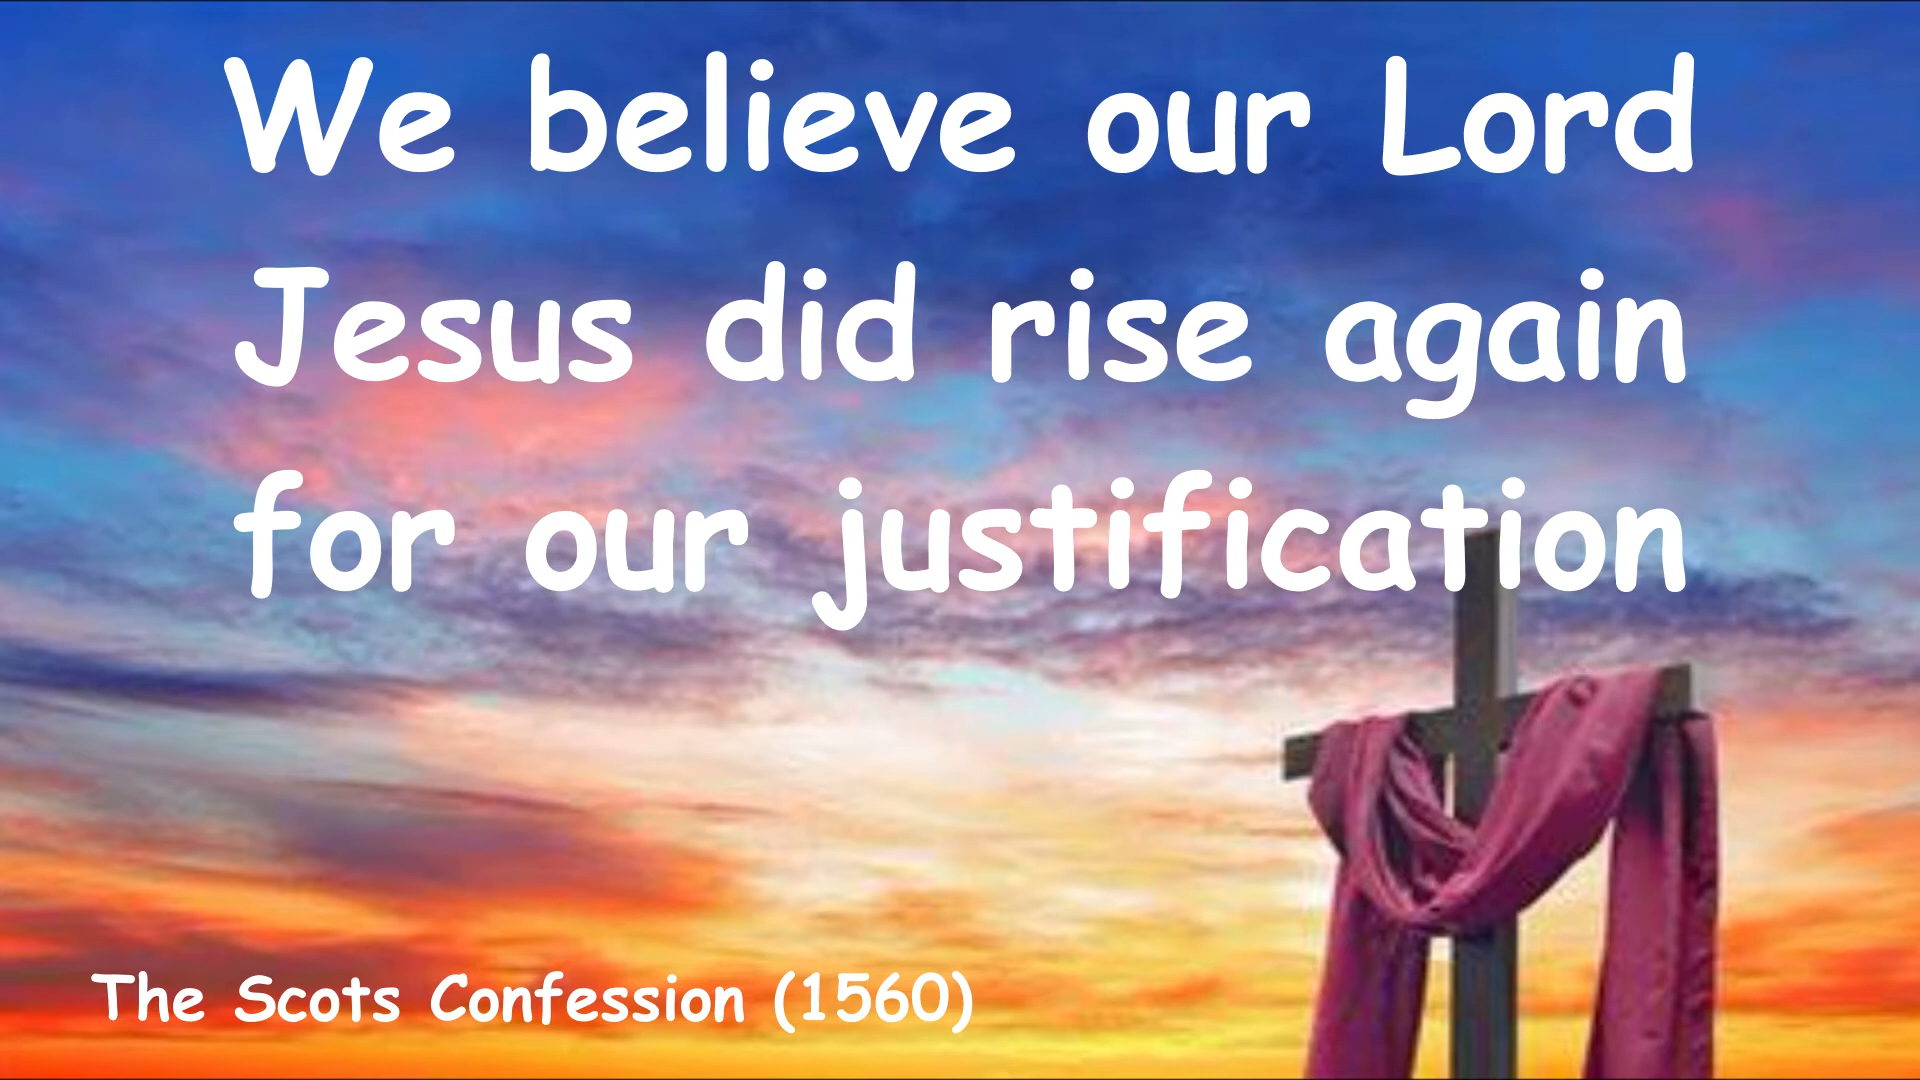 We believe our Lord
Jesus did rise again
for our justification
The Scots Confession (1560)